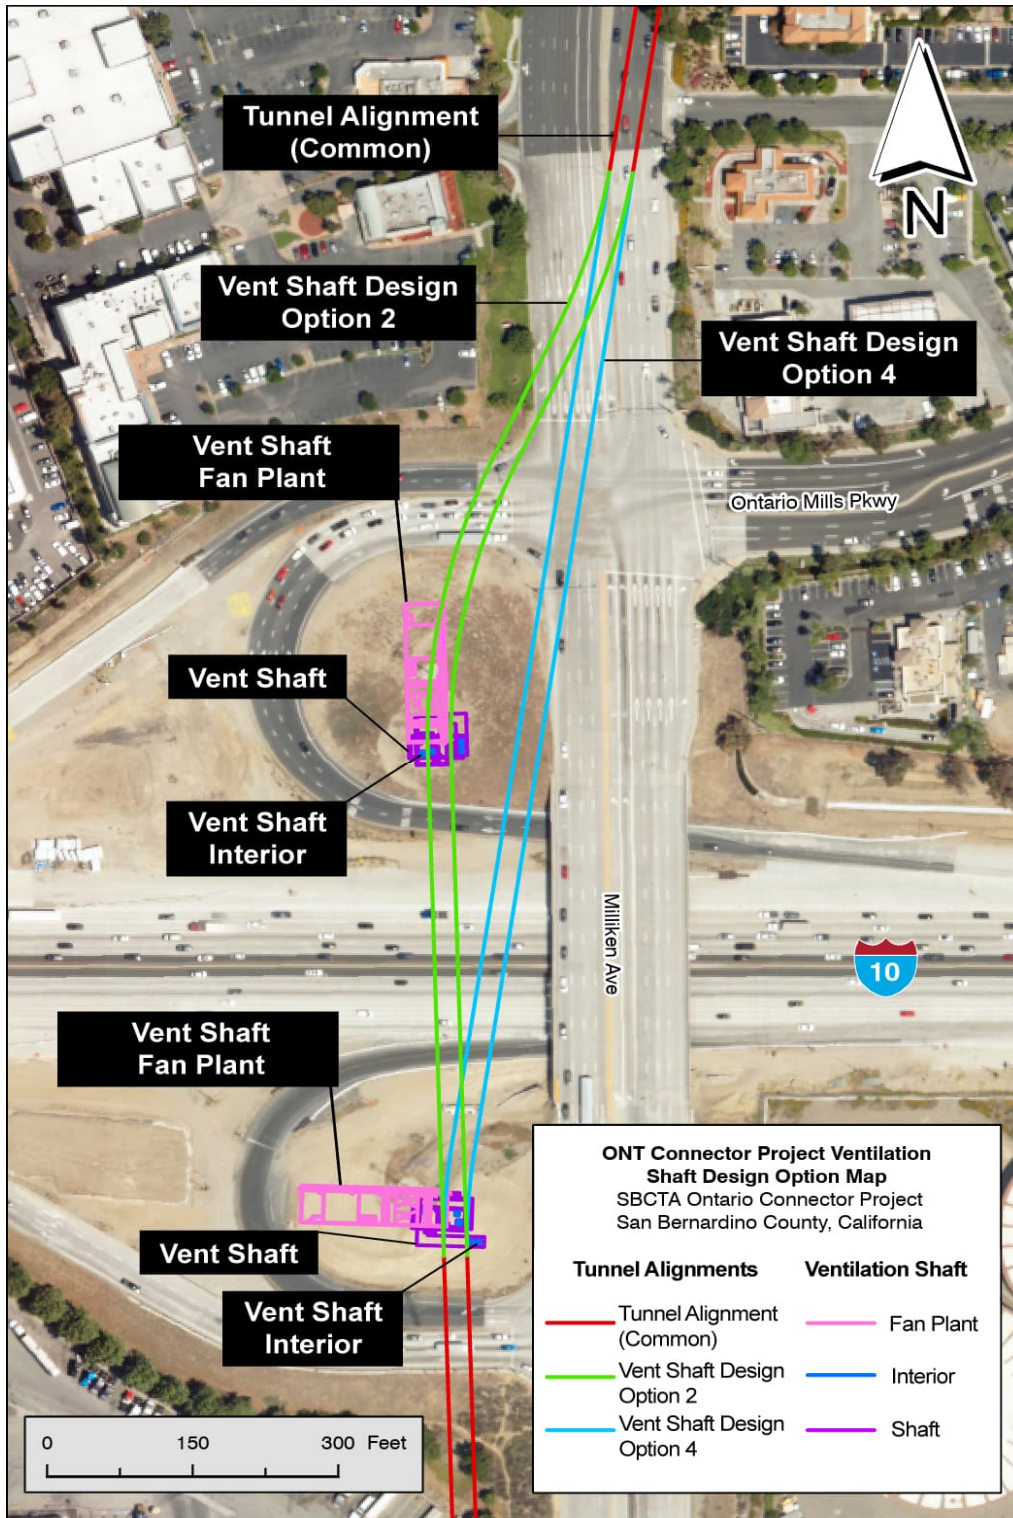 Tunnel Alignment
(Common)
N
Vent Shaft Design
Option 2
Vent Shaft Design
Option 4
Vent Shaft
Fan Plant
Ontario Mills Pkwy
Vent Shaft
Vent Shaft
Interior
Milliken Ave
10
Vent Shaft
Fan Plant
Vent Shaft
Vent Shaft
Interior
ONT Connector Project Ventilation
Shaft Design Option Map
SBCTA Ontario Connector Project
San Bernardino County, California
Tunnel Alignments
Tunnel Alignment
(Common)
Vent Shaft Design
Option 2
Vent Shaft Design
Option 4
Ventilation Shaft
Fan Plant
Interior
Shaft
0 150 300 Feet